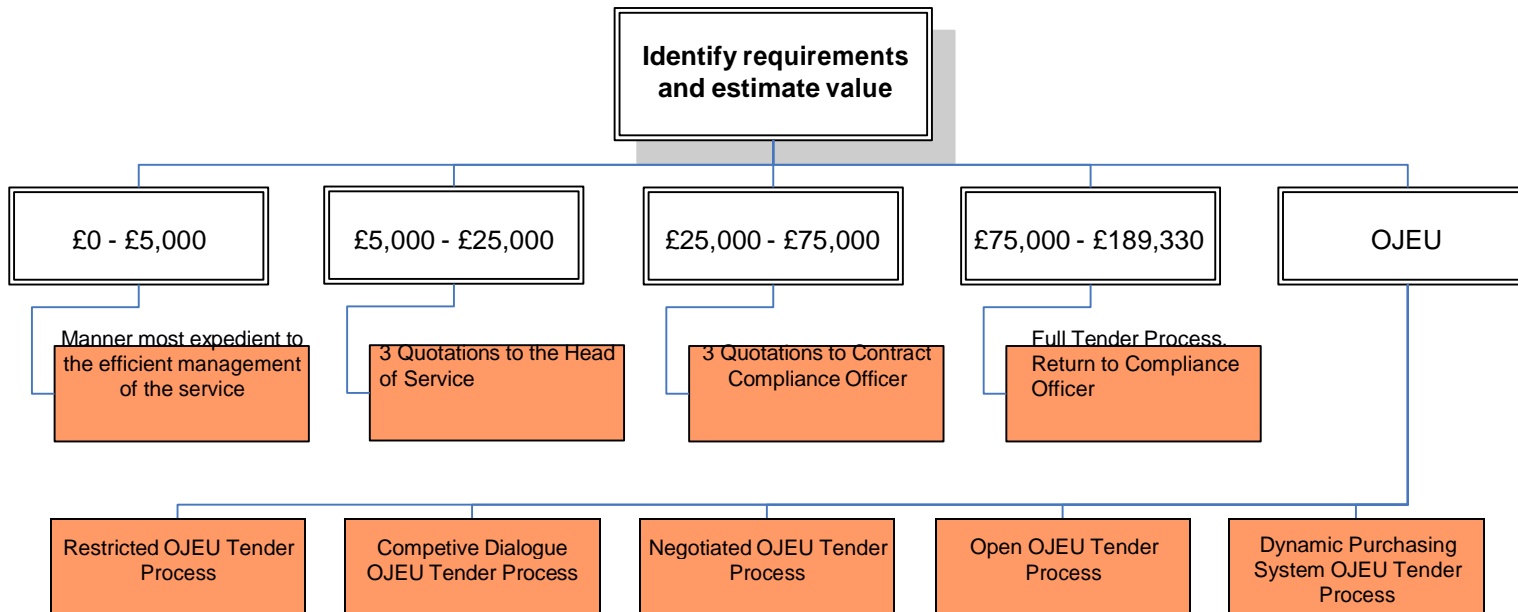 Identify requirements
and estimate value
£0 - £5,000
£5,000 - £25,000
£25,000 - £75,000
£75,000 - £189,330
OJEU
Manner most expedient to
the efficient management
of the service
3 Quotations to the Head
of Service
3 Quotations to Contract
Compliance Officer
Full Tender Process.
Return to Compliance
Officer
Restricted OJEU Tender
Process
Competive Dialogue
OJEU Tender Process
Negotiated OJEU Tender
Process
Open OJEU Tender
Process
Dynamic Purchasing
System OJEU Tender
Process